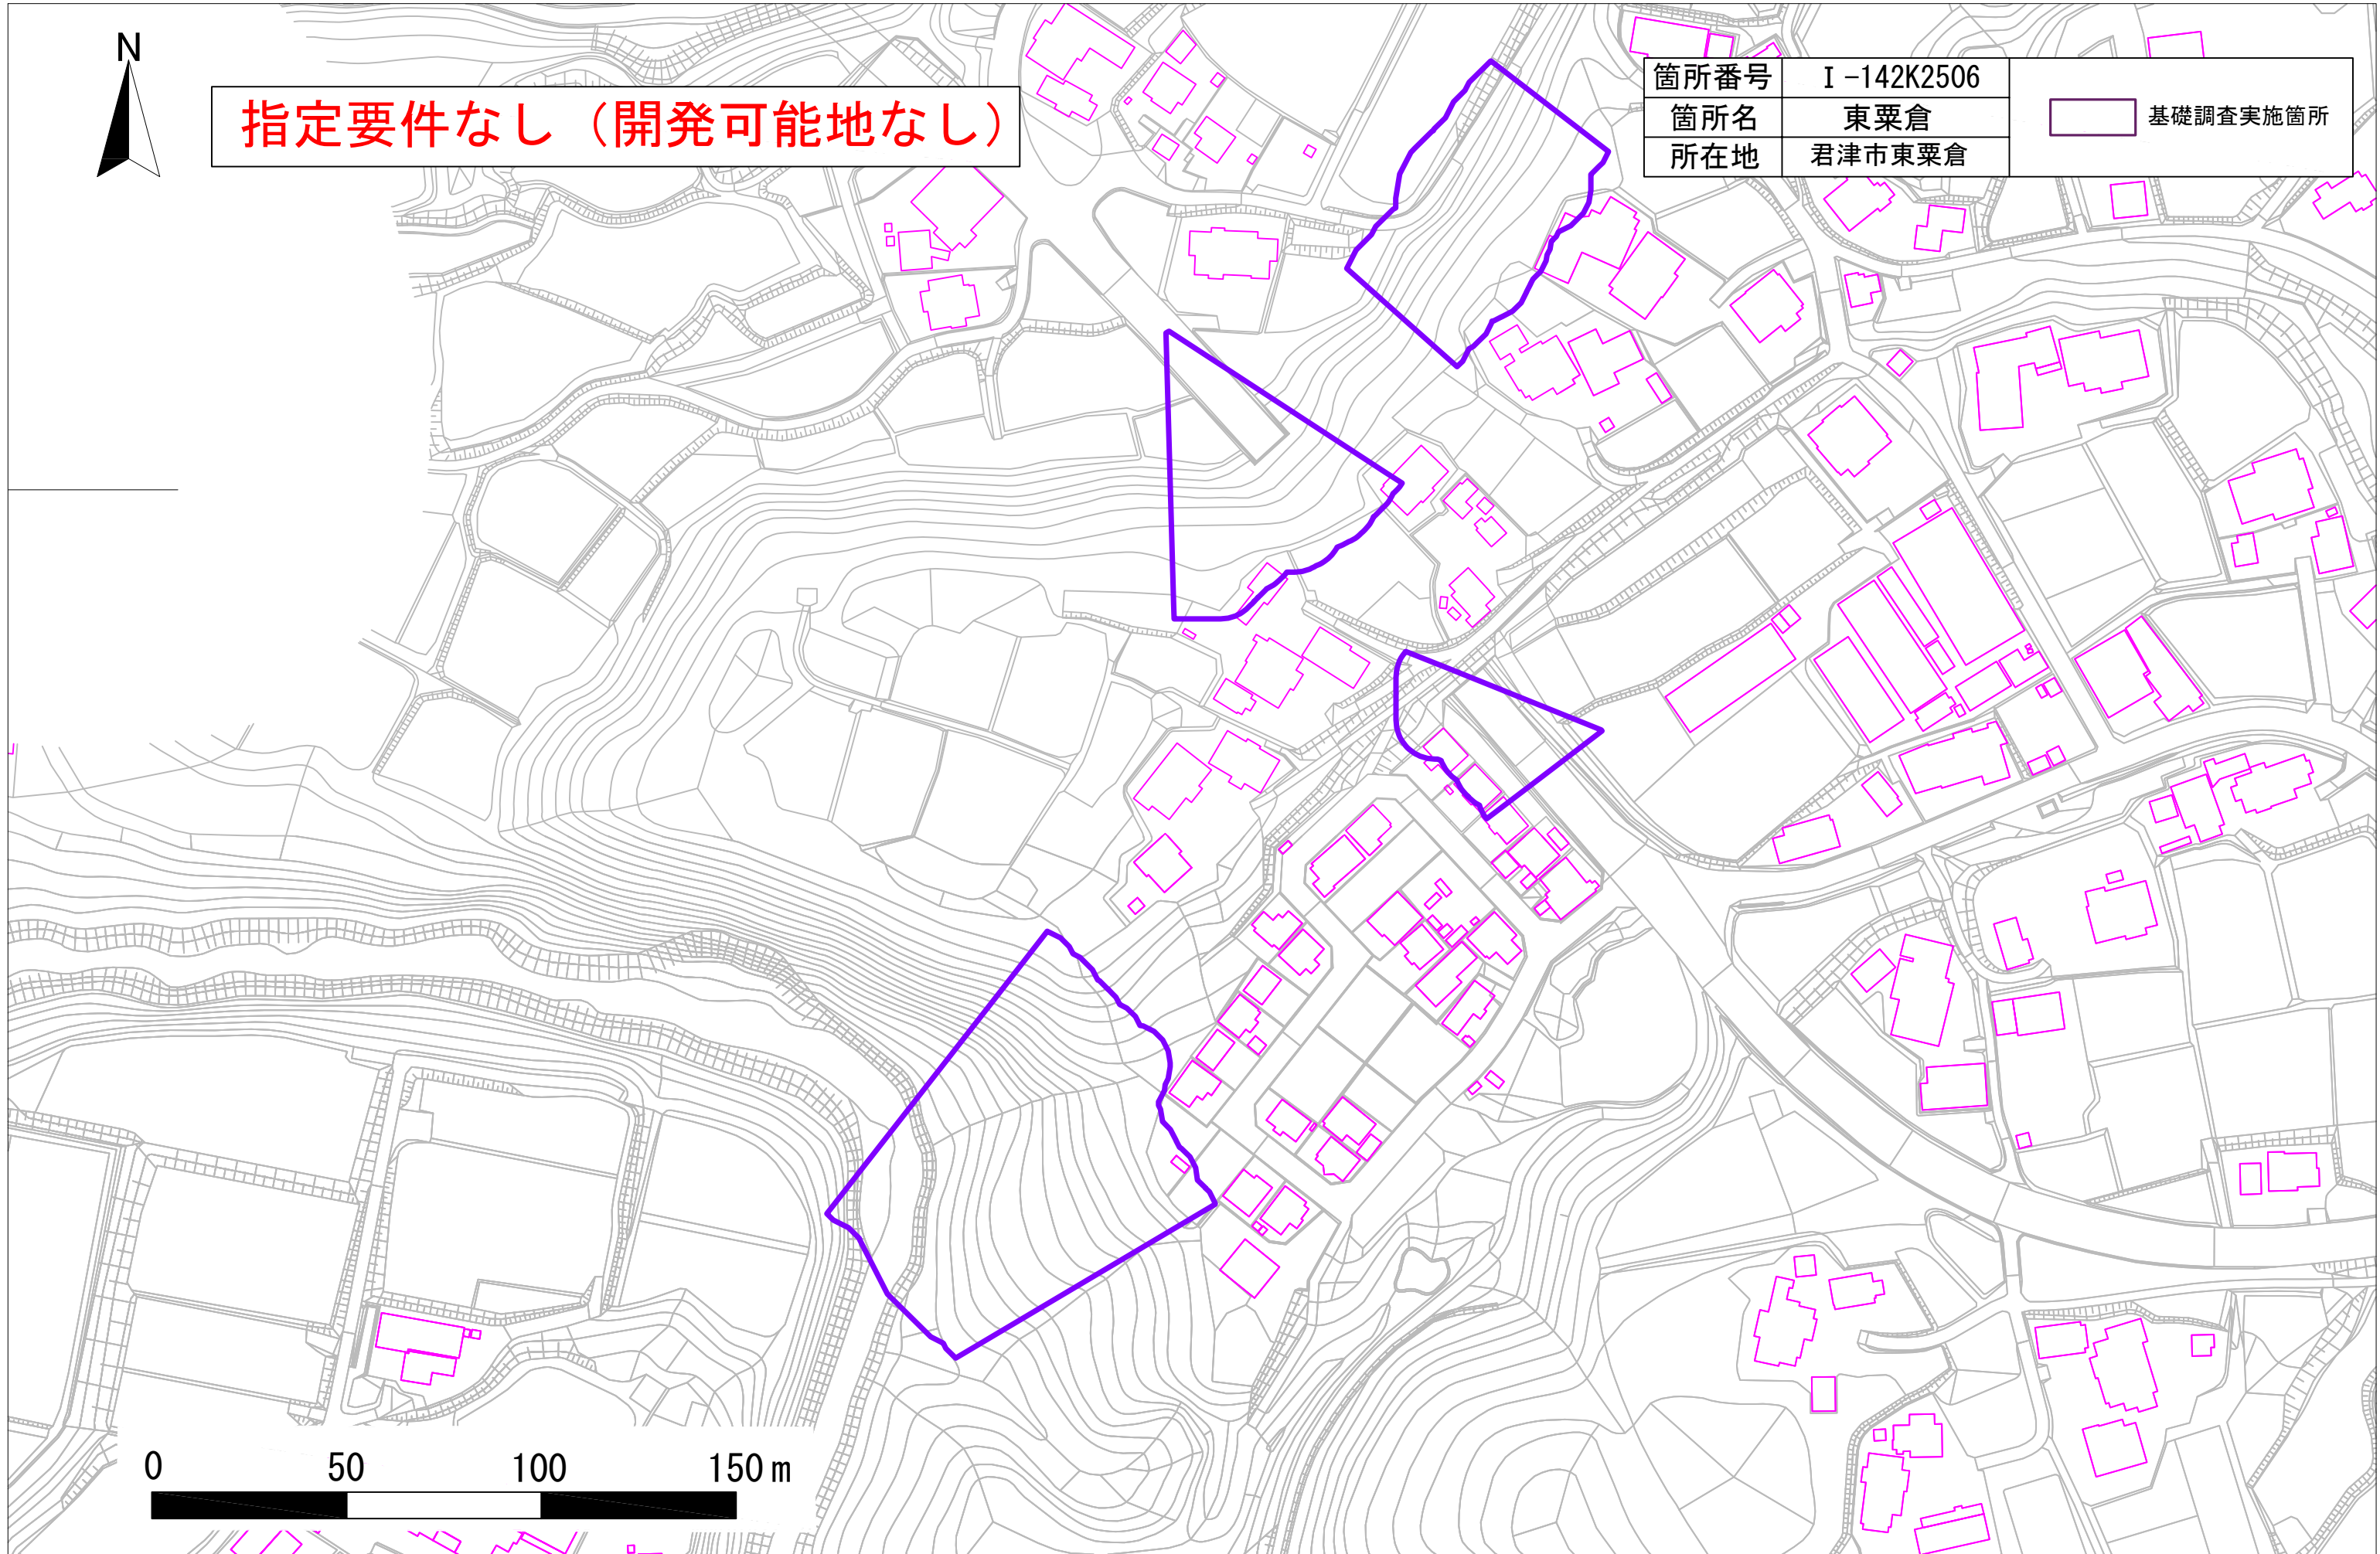 N
指定要件なし（開発可能地なし）
箇所番号 Ⅰ-142K2506
箇所名 東粟倉
所在地 君津市東粟倉
基礎調査実施箇所
0 50 100 150m